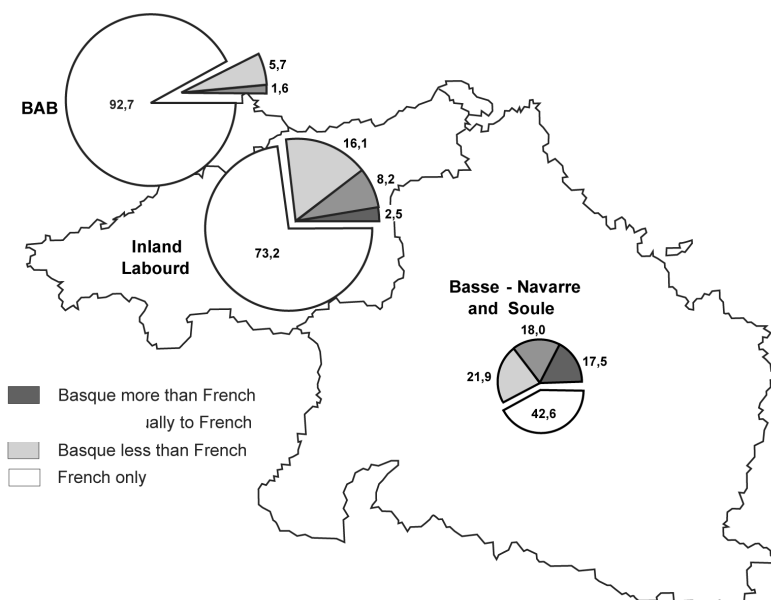 5,7
1,6
92,7
BAB
16,1
8,2
2,5
73,2
Inland
Labourd
Basse - Navarre
and Soule
18,0
17,5
21,9
42,6
Basque more than French
to French
Basque less than French
French only